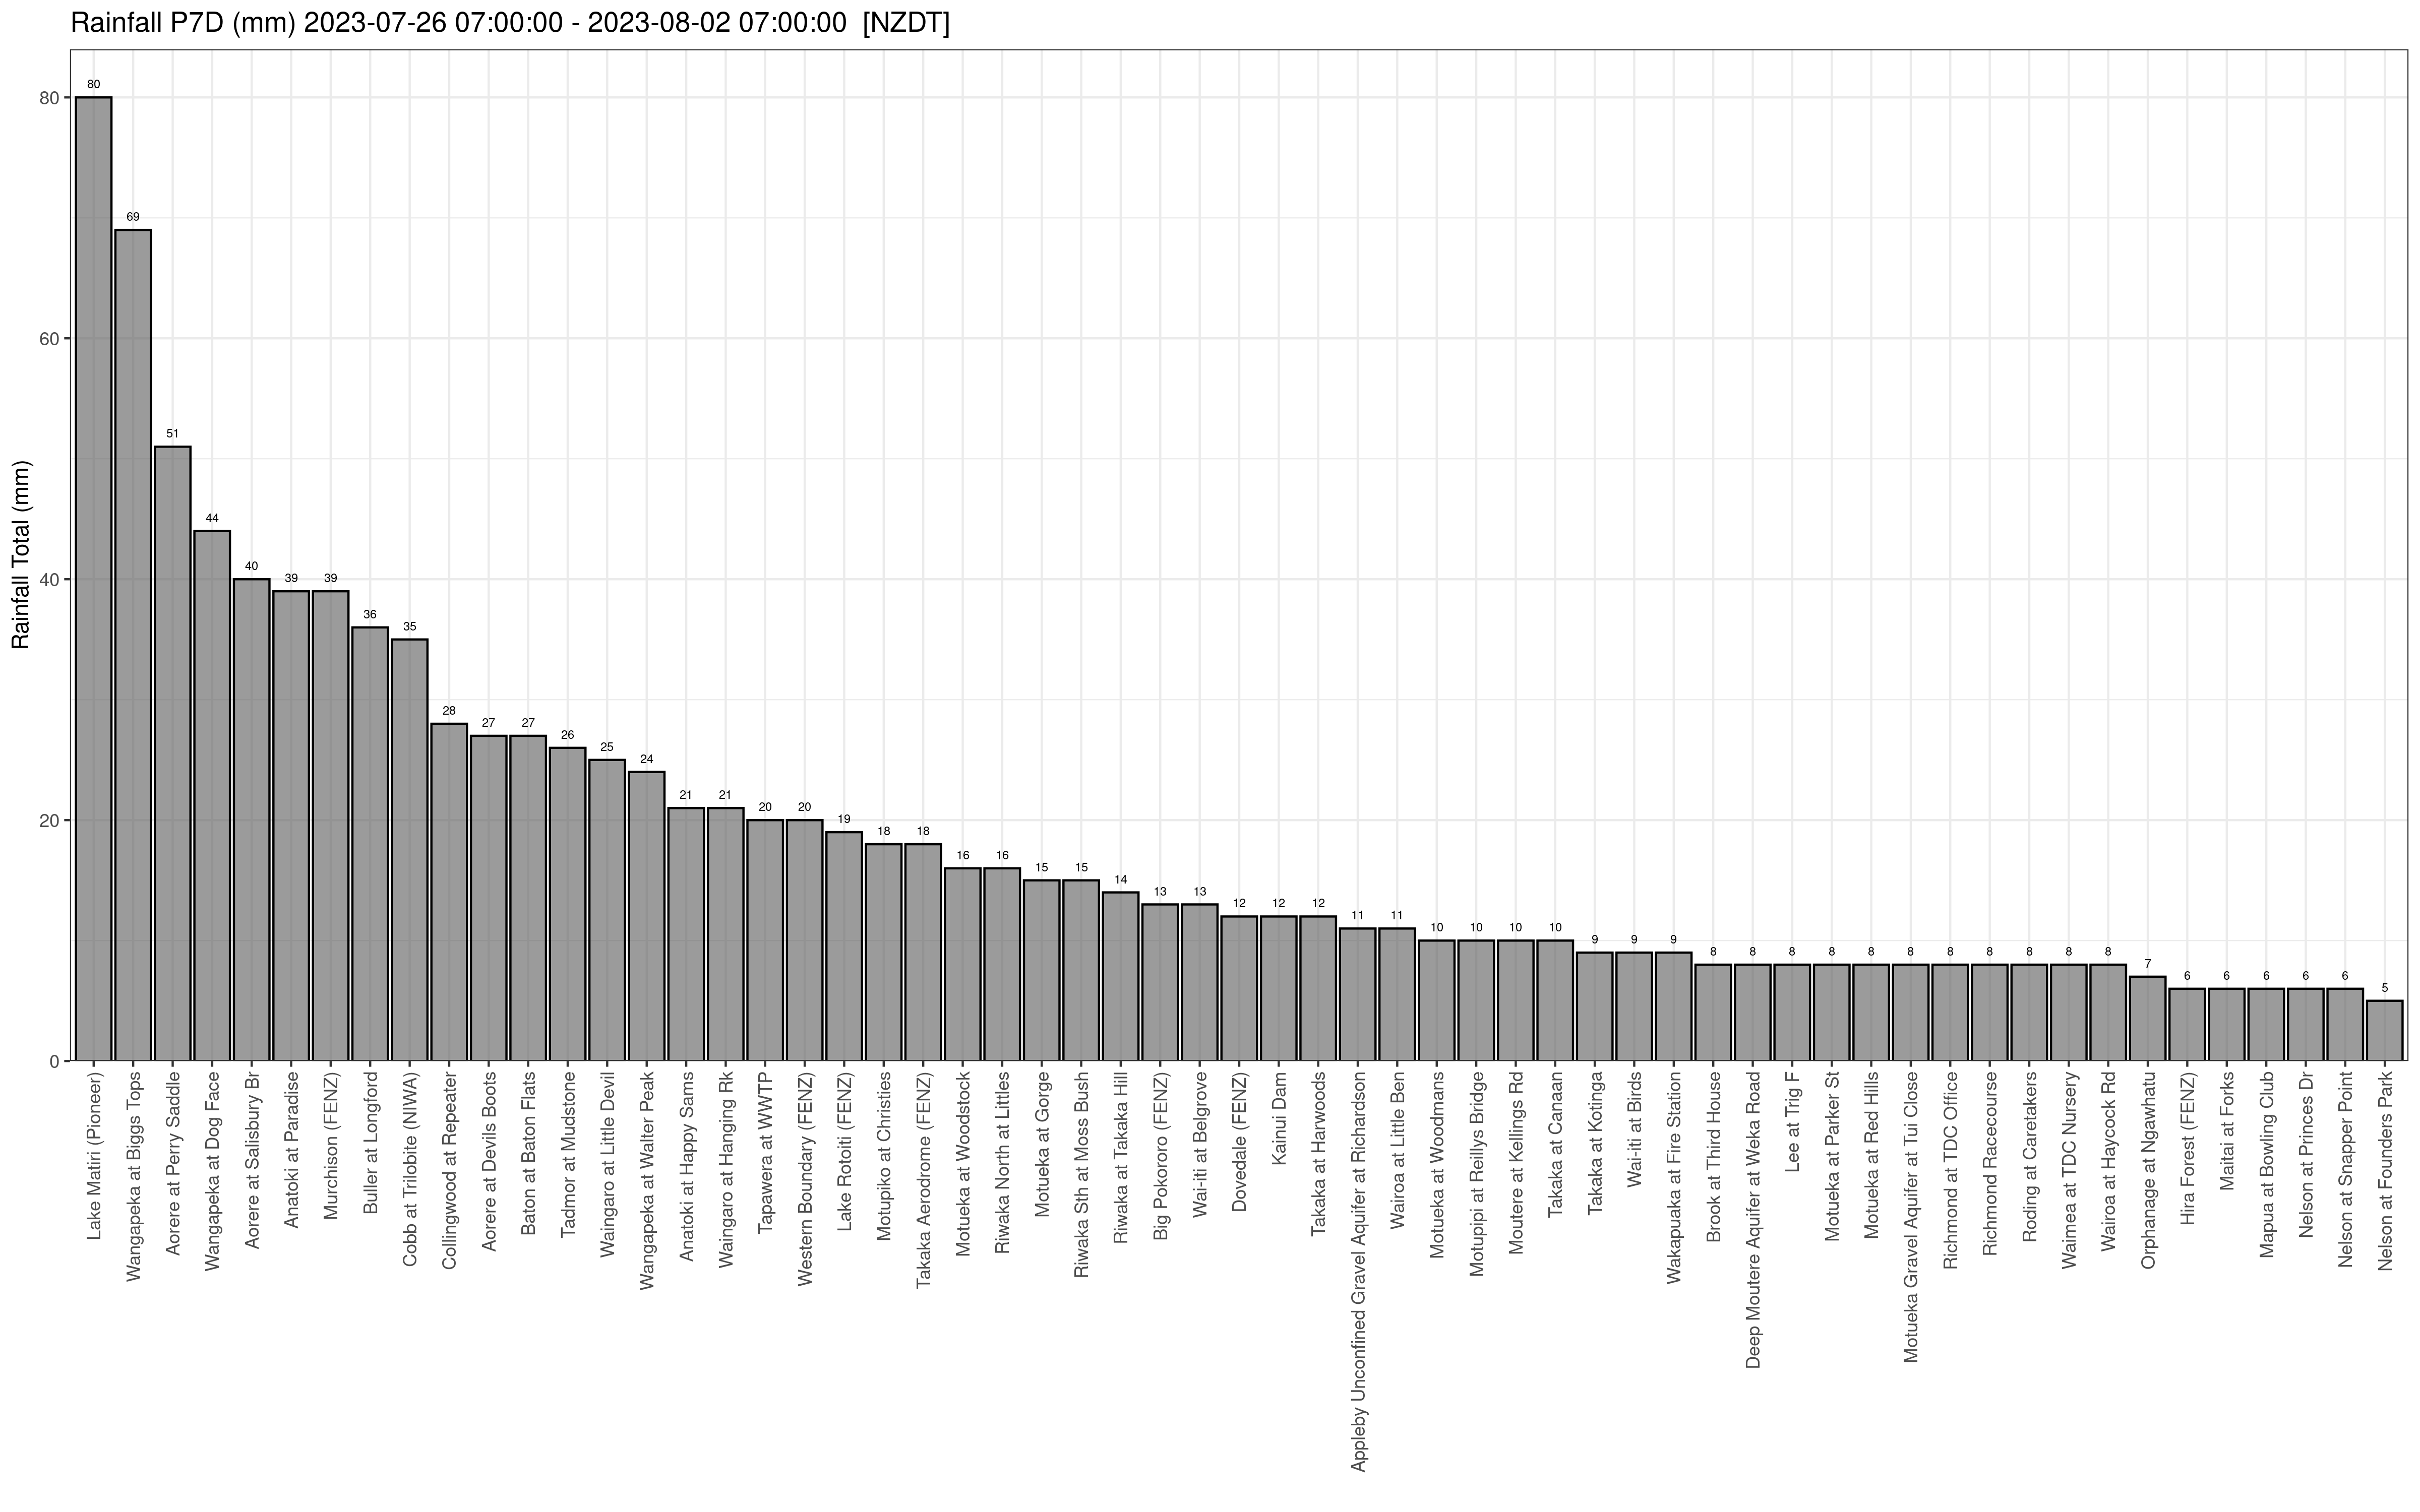 Rainfall P7D (mm) 2023-07-26 07:00:00 - 2023-08-02 07:00:00 [NZDT]
Rainfall Total (mm)
80
60
40
20
0
80
69
51
44
40
39
39
36
35
28
27
27
26
25
24
21
21
20
20
19
18
18
16
16
15
15
14
13
13
12
12
12
11
11
10
10
10
10
9
9
9
8
8
8
8
8
8
8
8
8
8
8
7
6
6
6
6
6
5
Lake Matiri (Pioneer)
Wangapeka at Biggs Tops
Aorere at Perry Saddle
Wangapeka at Dog Face
Aorere at Salisbury Br
Anatoki at Paradise
Murchison (FENZ)
Buller at Longford
Cobb at Trilobite (NIWA)
Collingwood at Repeater
Aorere at Devils Boots
Baton at Baton Flats
Tadmor at Mudstone
Waingaro at Little Devil
Wangapeka at Walter Peak
Anatoki at Happy Sams
Waingaro at Hanging Rk
Tapawera at WWTP
Western Boundary (FENZ)
Lake Rotoiti (FENZ)
Motupiko at Christies
Takaka Aerodrome (FENZ)
Motueka at Woodstock
Riwaka North at Littles
Motueka at Gorge
Riwaka Sth at Moss Bush
Riwaka at Takaka Hill
Big Pokororo (FENZ)
Wai-iti at Belgrove
Dovedale (FENZ)
Kainui Dam
Takaka at Harwoods
Appleby Unconfined Gravel Aquifer at Richardson
Wairoa at Little Ben
Motueka at Woodmans
Motupipi at Reillys Bridge
Moutere at Kellings Rd
Takaka at Canaan
Takaka at Kotinga
Wai-iti at Birds
Wakapuaka at Fire Station
Brook at Third House
Deep Moutere Aquifer at Weka Road
Lee at Trig F
Motueka at Parker St
Motueka at Red Hills
Motueka Gravel Aquifer at Tui Close
Richmond at TDC Office
Richmond Racecourse
Roding at Caretakers
Waimea at TDC Nursery
Wairoa at Haycock Rd
Orphanage at Ngawhatu
Hira Forest (FENZ)
Maitai at Forks
Mapua at Bowling Club
Nelson at Princes Dr
Nelson at Snapper Point
Nelson at Founders Park